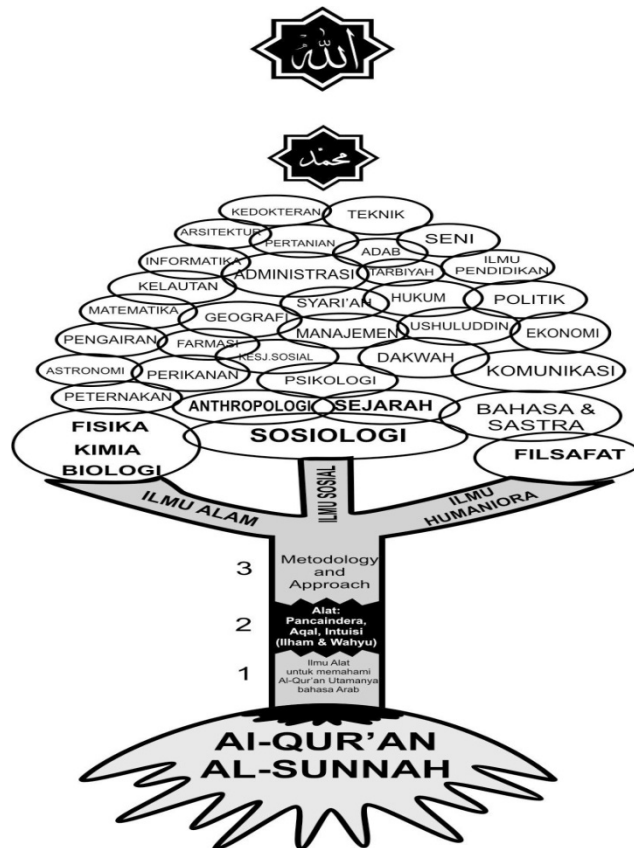 الله
محمد
KEDOKTERAN
TEKNIK
ARSITEKTUR
PERTANIAN
ADAB
SENI
INFORMATIKA
ADMINISTRASI
TARBIYAH
ILMU
PENDIDIKAN
KELAUTAN
SYARI'AH
HUKUM
POLITIK
MATEMATIKA
GEOGRAFI
MANAJEMEN
USHULUDDIN
EKONOMI
PENGAIRAN
FARMASI
KESJ.SOSIAL
DAKWAH
KOMUNIKASI
ASTRONOMI
PERIKANAN
PSIKOLOGI
PETERNAKAN
ANTHROPOLOGI
SEJARAH
BAHASA &
SASTRA
FISIKA
KIMIA
BIOLOGI
SOSIOLOGI
FILSAFAT
ILMU ALAM
ILMU SOSIAL
ILMU
HUMANIORA
3
Metodology
and
Approach
2
Alat:
Pancaindera,
Aqal, Intuisi
(Ilham & Wahyu)
1
Ilmu Alat
untuk memahami
Al-Qur'an Utamanya
bahasa Arab
Al-QUR'AN
AL-SUNNAH